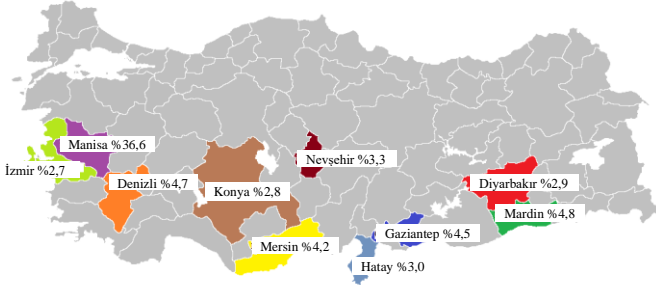 Manisa %36,6
Nevşehir %3,3
İzmir %2,7
Denizli %4,7
Diyarbakır %2,9
Konya %2,8
Mardin %4,8
Gaziantep %4,5
Mersin %4,2
Hatay %3,0